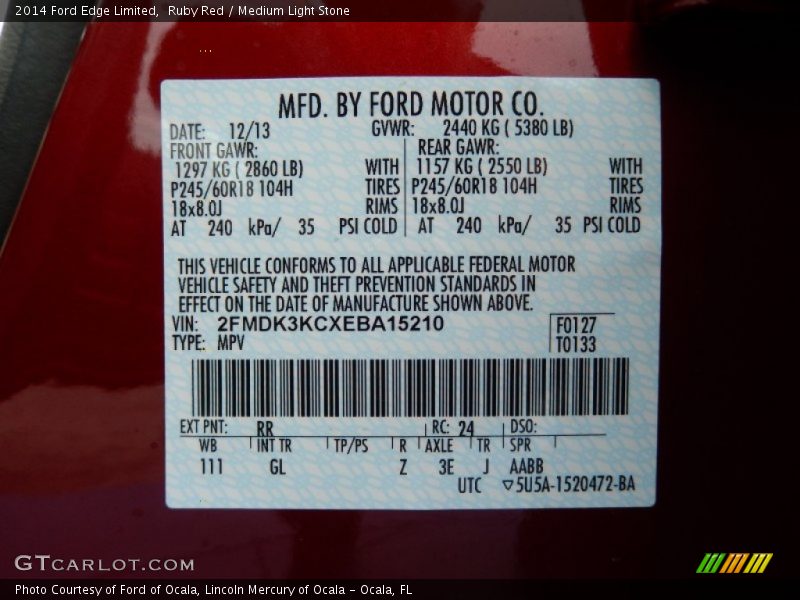 2014 Ford Edge Limited,  Ruby Red / Medium Light Stone
...
MFD. BY FORD MOTOR CO.
DATE: 12/13 GVWR: 2440 KG ( 5380 LB)
FRONT GAWR: REAR GAWR:
1297 KG ( 2860 LB) WITH 1157 KG ( 2550 LB) WITH
P245/60R18 104H TIRES P245/60R18 104H TIRES
18x8.0J RIMS 18x8.0J RIMS
AT 240 kPa/ 35 PSI COLD AT 240 kPa/ 35 PSI COLD
THIS VEHICLE CONFORMS TO ALL APPLICABLE FEDERAL MOTOR
VEHICLE SAFETY AND THEFT PREVENTION STANDARDS IN
EFFECT ON THE DATE OF MANUFACTURE SHOWN ABOVE.
VIN: 2FMDK3KCXEBA15210 F0127
TYPE: MPV T0133
EXT PNT: RR RC: 24 DSO:
WB INT TR TP/PS R AXLE TR SPR
111 GL Z 3E J AABB
UTC ▽5U5A-1520472-BA
GTCARLOT.COM
Photo Courtesy of Ford of Ocala, Lincoln Mercury of Ocala - Ocala, FL